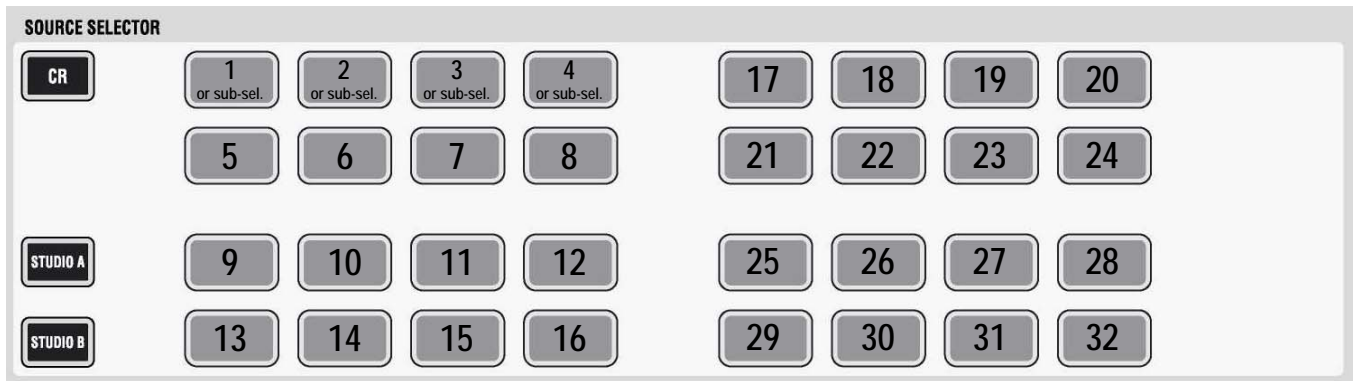 SOURCE SELECTOR
CR 1 2 3 4 17 18 19 20
or sub-sel. or sub-sel. or sub-sel. or sub-sel.
5 6 7 8 21 22 23 24
STUDIO A 9 10 11 12 25 26 27 28
STUDIO B 13 14 15 16 29 30 31 32